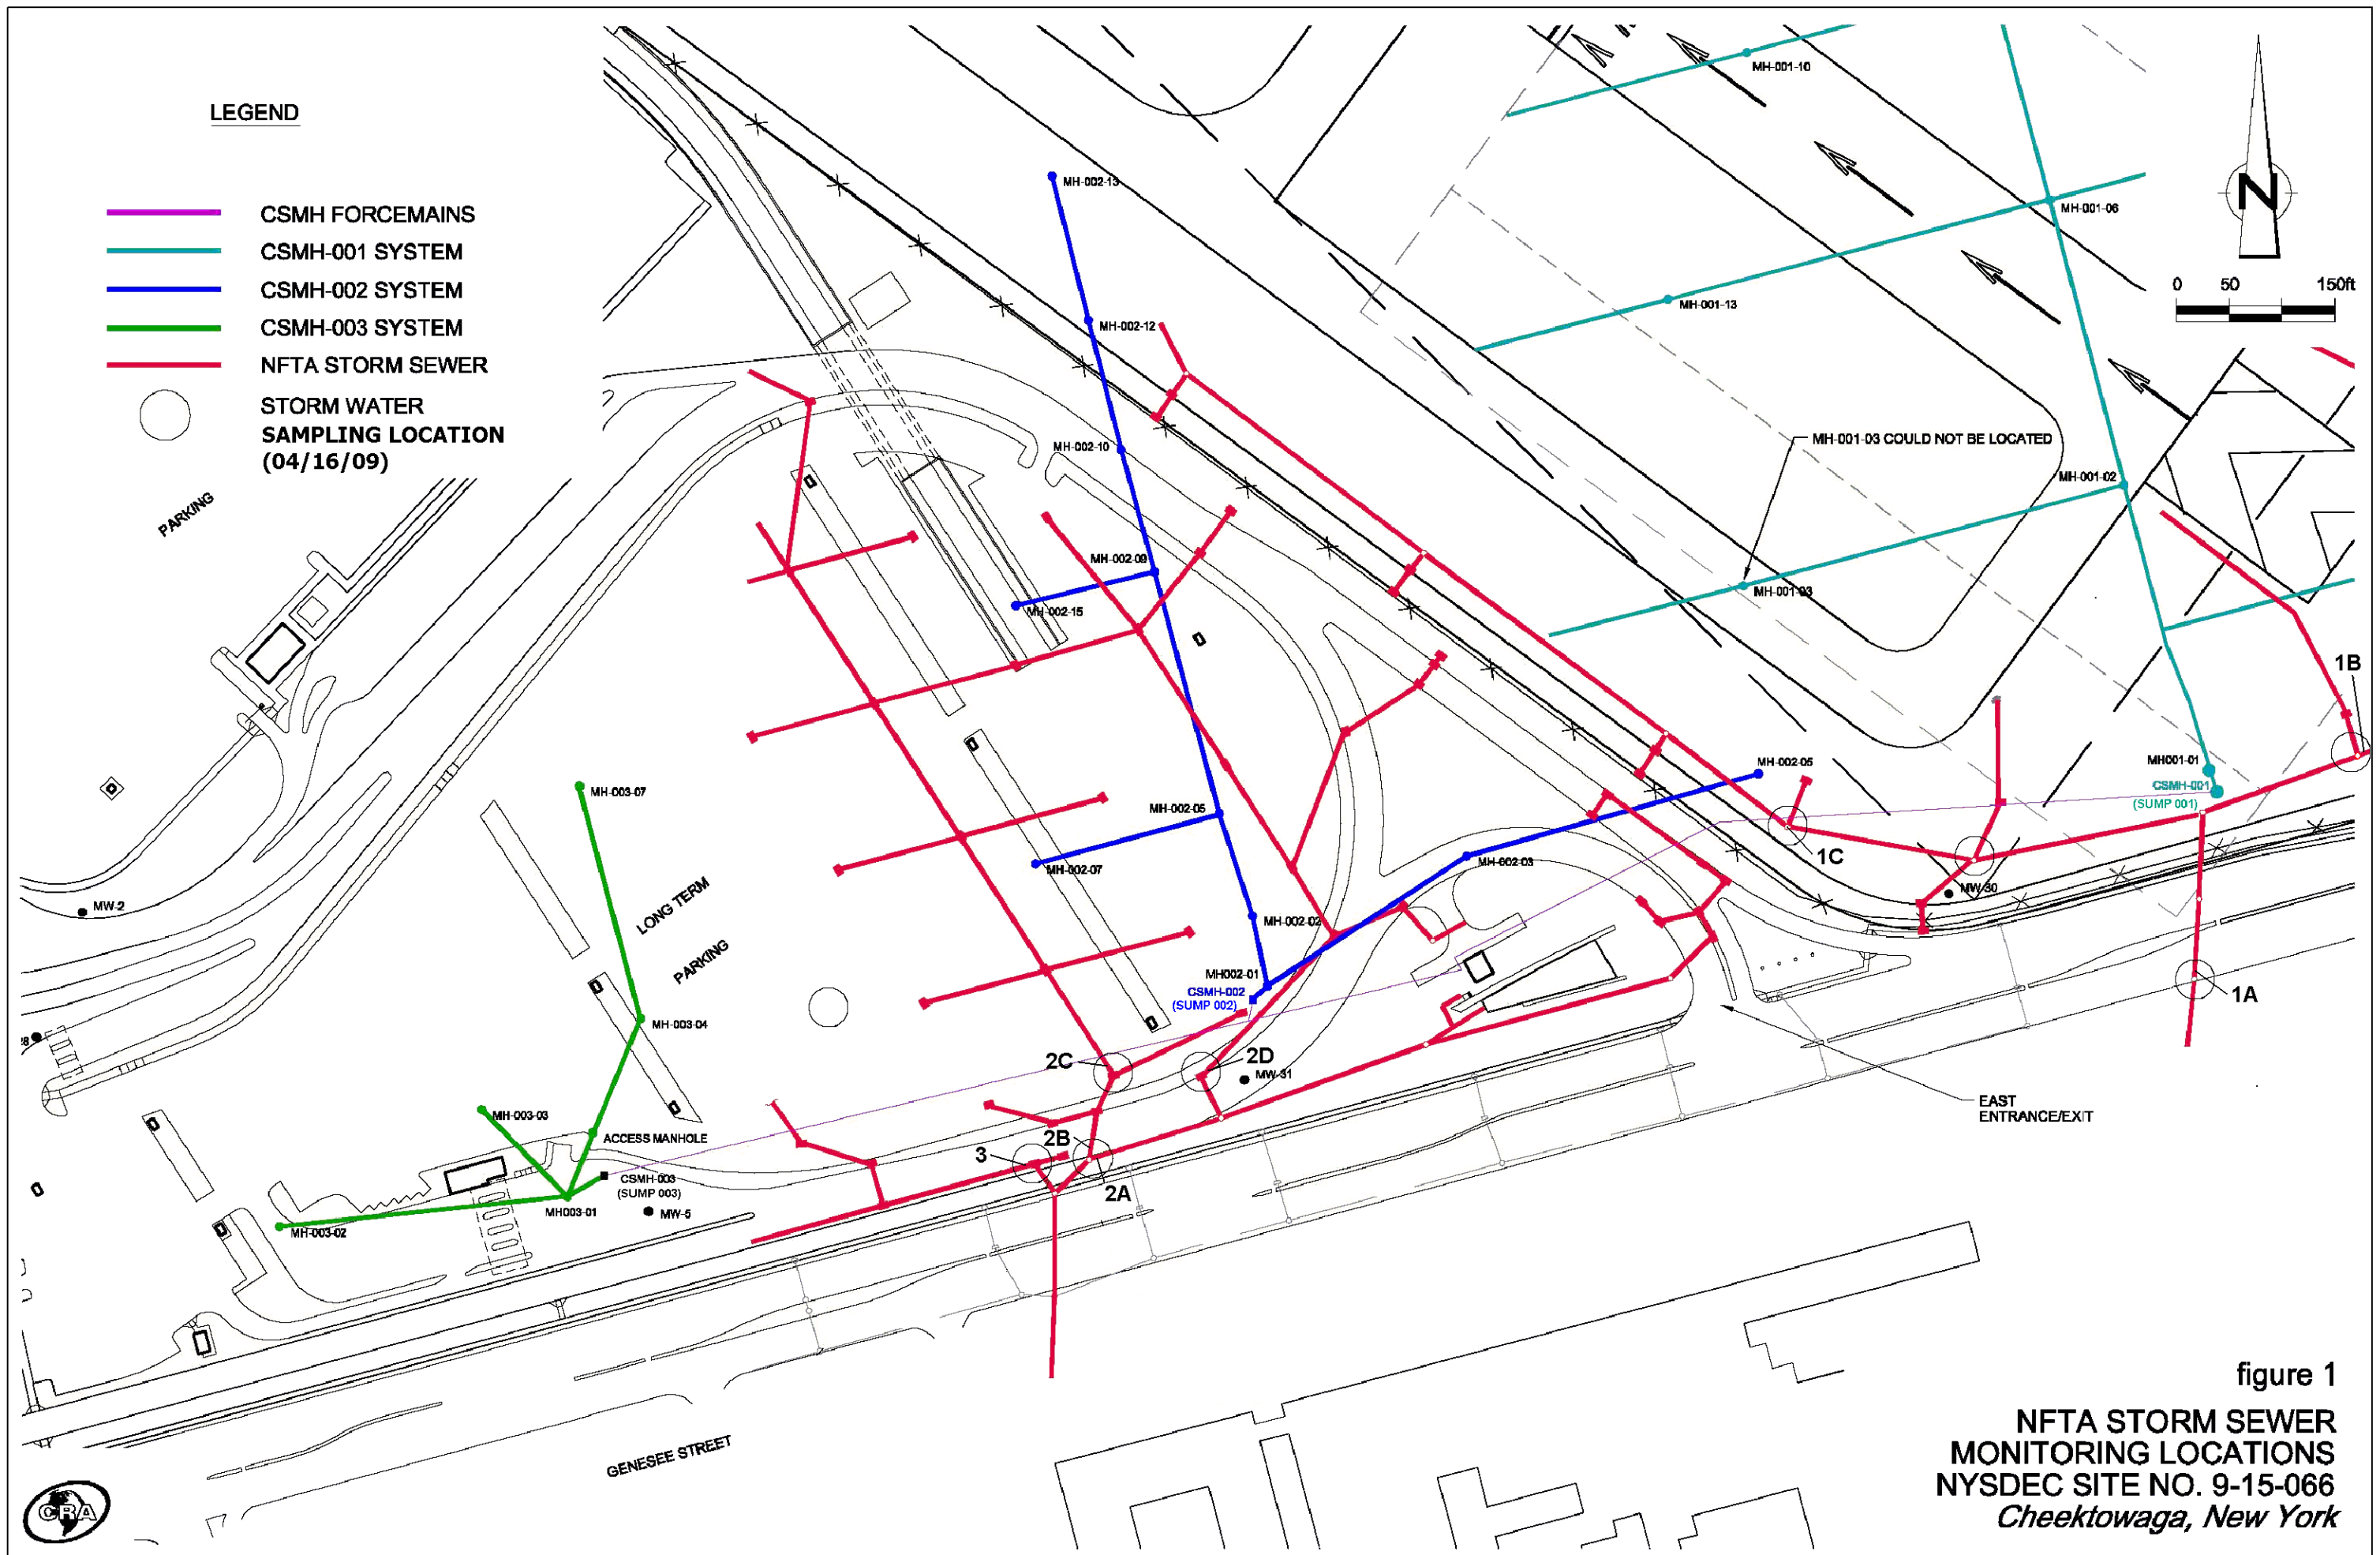 LEGEND
CSMH FORCEMAINS
CSMH-001 SYSTEM
CSMH-002 SYSTEM
CSMH-003 SYSTEM
NFTA STORM SEWER
STORM WATER
SAMPLING LOCATION
(04/16/09)
PARKING
MH-001-10
N
MH-002-13
MH-001-06
0 50 150ft
MH-001-13
MH-002-12
MH-002-10
MH-001-03 COULD NOT BE LOCATED
MH-001-02
MH-002-09
MH-001-03
MH-002-15
1B
MH-002-05
MH001-01
CSMH-001
(SUMP 001)
MH-003-07
MH-002-05
1C
MH-002-03
MH-002-07
MW-30
MW-2
LONG TERM
PARKING
MH-002-02
MH002-01
CSMH-002
(SUMP 002)
1A
MH-003-04
2C
2D
MW-31
EAST
ENTRANCE/EXIT
MH-003-03
ACCESS MANHOLE
2B
3
CSMH-003
(SUMP 003)
2A
MH003-01
MW-5
MH-003-02
GENESEE STREET
figure 1
NFTA STORM SEWER
MONITORING LOCATIONS
NYSDEC SITE NO. 9-15-066
Cheektowaga, New York
CRA